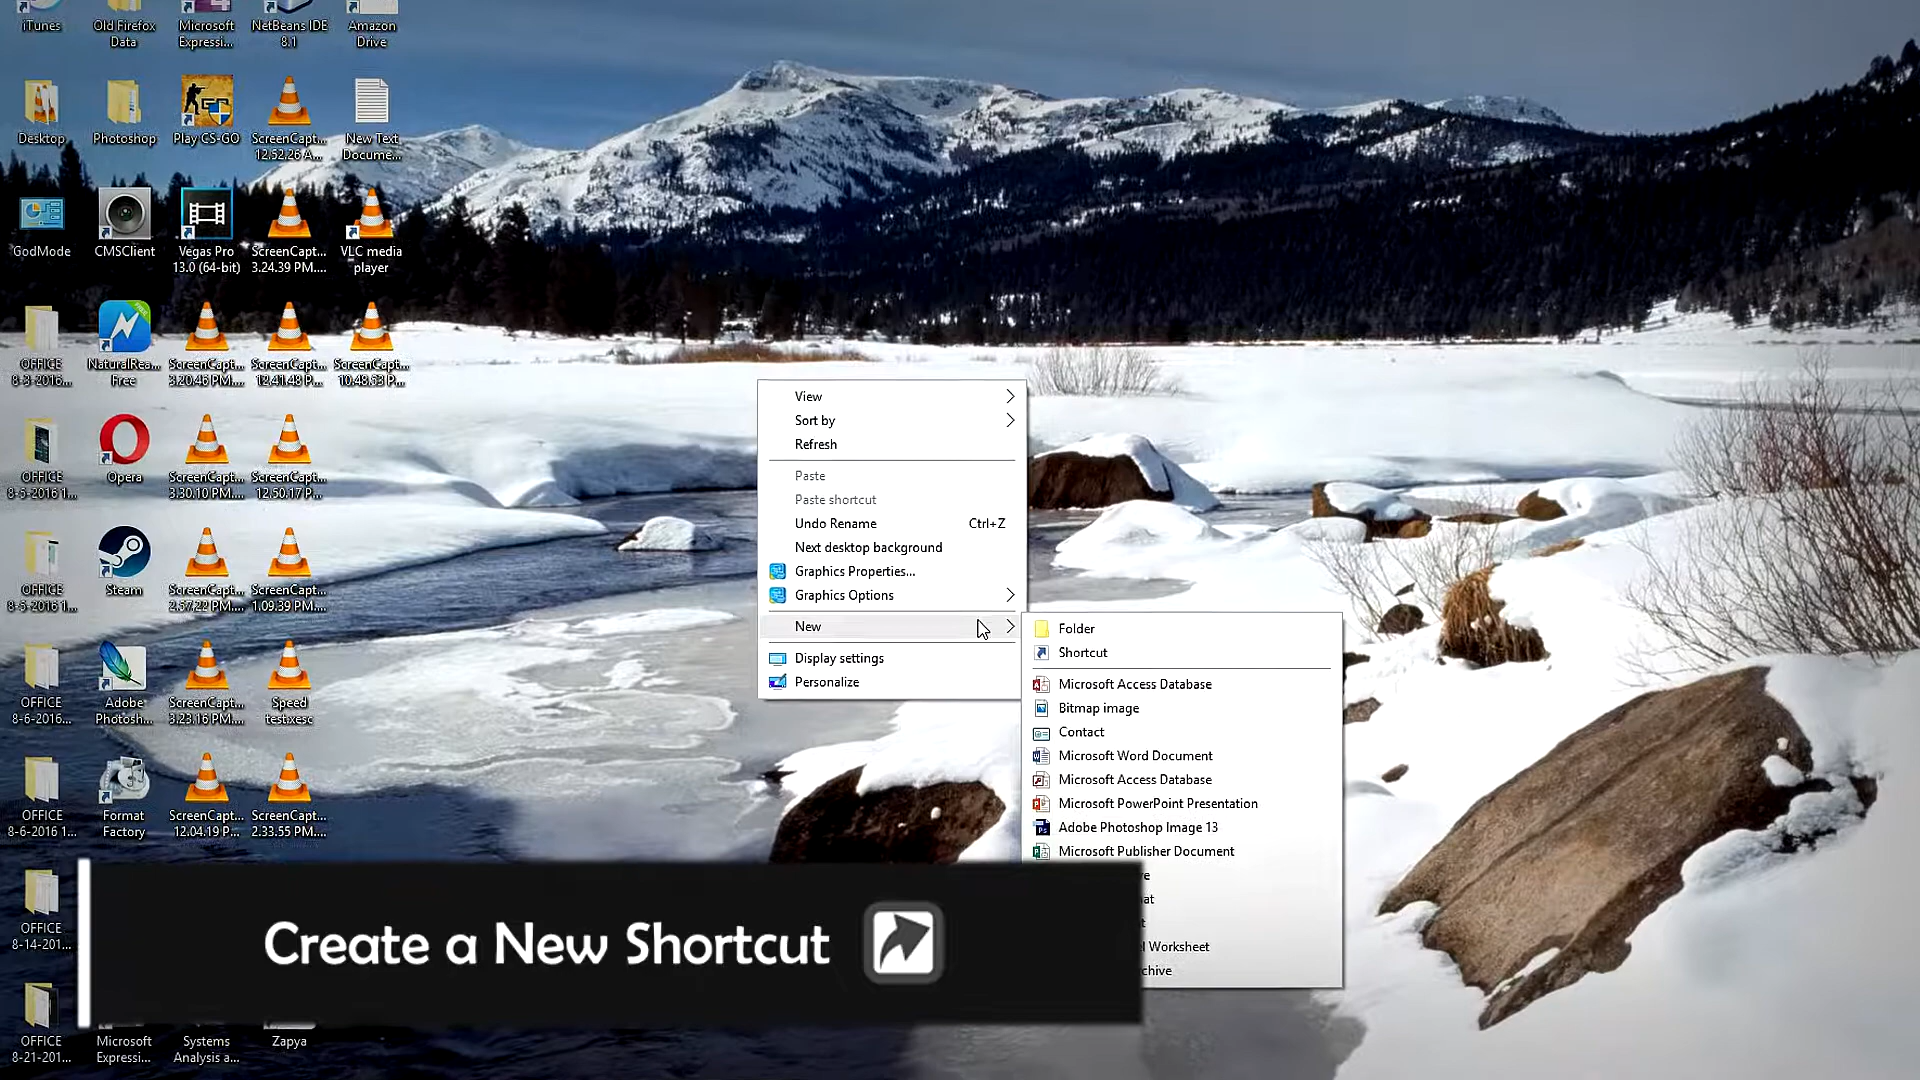 iTunes
Old Firefox
Data
Microsoft
Expressi...
NetBeans IDE
8.1
Amazon
Drive
Desktop
Photoshop
Play CS-GO
ScreenCapt...
12.52.26 A...
New Text
Docume...
GodMode
CMSClient
Vegas Pro
13.0 (64-bit)
ScreenCapt...
3.24.39 PM....
VLC media
player
OFFICE
8-3-2016...
NaturalRea...
Free
ScreenCapt...
3.20.46 PM....
ScreenCapt...
12.41.48 P...
ScreenCapt...
10.48.53 P...
OFFICE
8-5-2016 1...
Opera
ScreenCapt...
3.30.10 PM....
ScreenCapt...
12.50.17 P...
OFFICE
8-5-2016 1...
Steam
ScreenCapt...
2.57.22 PM....
ScreenCapt...
1.09.39 PM....
OFFICE
8-6-2016...
Adobe
Photosh...
ScreenCapt...
3.23.16 PM....
Speed
test.xesc
OFFICE
8-6-2016 1...
Format
Factory
ScreenCapt...
12.04.19 P...
ScreenCapt...
2.33.55 PM....
OFFICE
8-14-201...
OFFICE
8-21-201...
Microsoft
Expressi...
Systems
Analysis a...
Zapya
View
Sort by
Refresh
Paste
Paste shortcut
Undo Rename Ctrl+Z
Next desktop background
Graphics Properties...
Graphics Options
New
Display settings
Personalize
Folder
Shortcut
Microsoft Access Database
Bitmap image
Contact
Microsoft Word Document
Microsoft Access Database
Microsoft PowerPoint Presentation
Adobe Photoshop Image 13
Microsoft Publisher Document
Worksheet
Create a New Shortcut